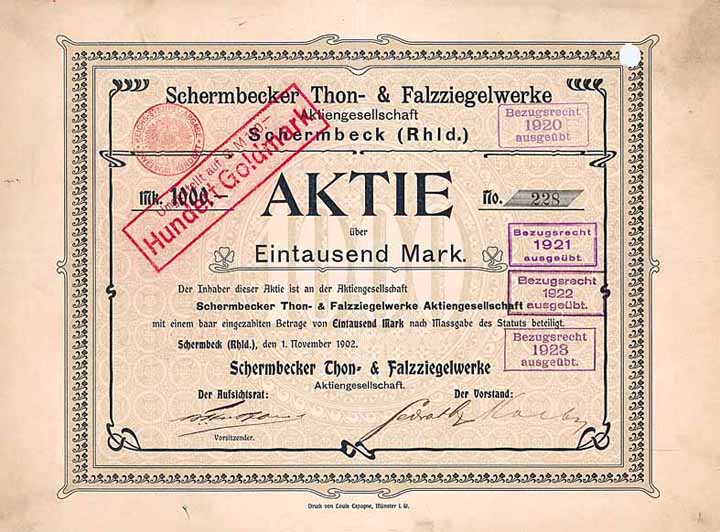 Schermbecker Thon- & Falzziegelwerke
Aktiengesellschaft
Schermbeck (Rhld.)
Bezugsrecht
1920
ausgeübt
Mk. 1000.-
Hundert Goldmark
AKTIE
No. 228
über
Eintausend Mark.
Bezugsrecht
1921
ausgeübt.
Der Inhaber dieser Aktie ist an der Aktiengesellschaft
Schermbecker Thon- & Falzziegelwerke Aktiengesellschaft
Bezugsrecht
1922
ausgeübt.
mit einem baar eingezahlten Betrage von Eintausend Mark nach Massgabe des Statuts beteiligt.
Schermbeck (Rhld.), den 1. November 1902.
Bezugsrecht
1923
ausgeübt.
Schermbecker Thon- & Falzziegelwerke
Aktiengesellschaft.
Der Aufsichtsrat:
Der Vorstand:
Vorsitzender.
Druck von Louis Espagne, Münster i. W.